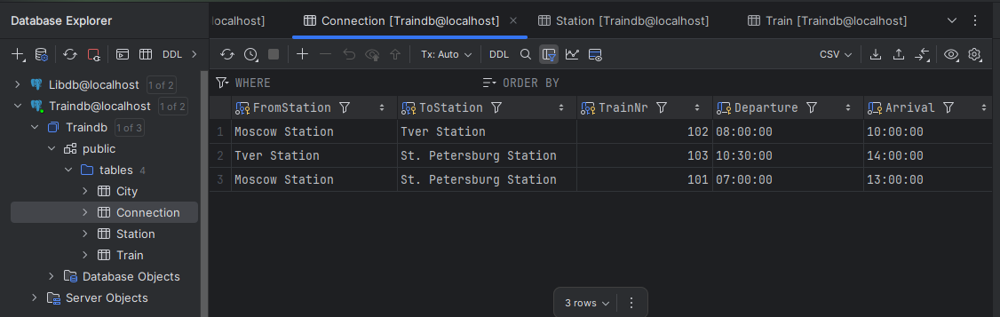 Database Explorer
localhost]
Connection [Traindb@localhost]
Station [Traindb@localhost]
Train [Traindb@localhost]
DDL
Tx: Auto
DDL
CSV
Libdb@localhost 1 of 2
Traindb@localhost 1 of 2
Traindb 1 of 3
public
tables 4
City
Connection
Station
Train
Database Objects
Server Objects
WHERE
ORDER BY
FromStation ToStation TrainNr Departure Arrival
1 Moscow Station Tver Station 102 08:00:00 10:00:00
2 Tver Station St. Petersburg Station 103 10:30:00 14:00:00
3 Moscow Station St. Petersburg Station 101 07:00:00 13:00:00
3 rows